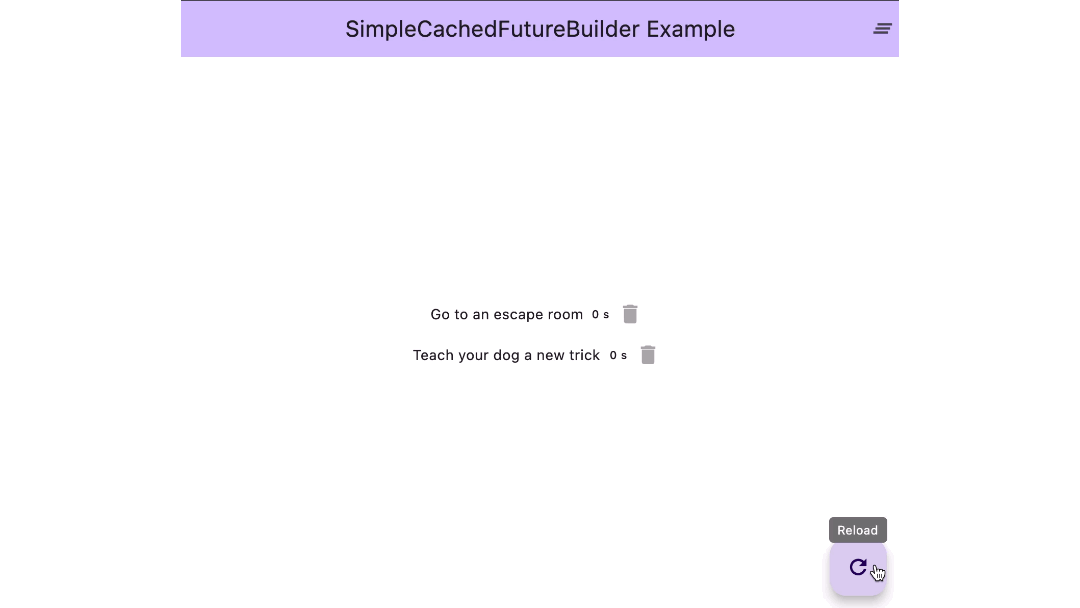 SimpleCachedFutureBuilder Example
Go to an escape room 0 s
Teach your dog a new trick 0 s
Reload